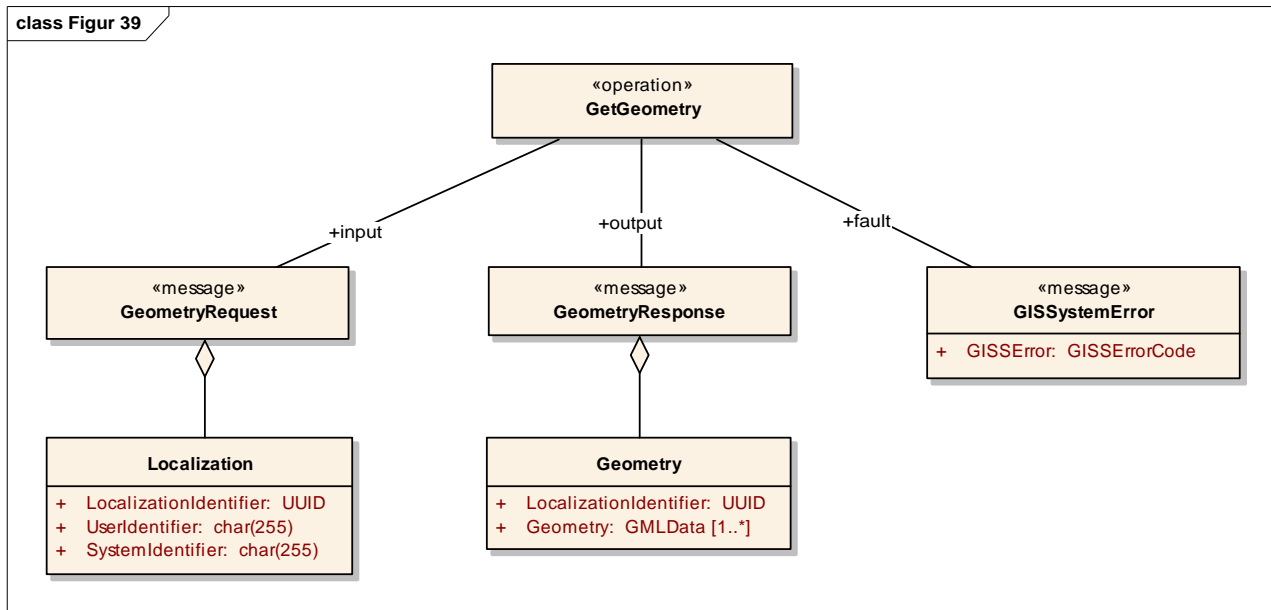 class Figur 39
«operation»
GetGeometry
+input
+output
+fault
«message»
GeometryRequest
«message»
GeometryResponse
«message»
GISSystemError
+ GISSError: GISSErrorCode
Localization
+ LocalizationIdentifier: UUID
+ UserIdentifier: char(255)
+ SystemIdentifier: char(255)
Geometry
+ LocalizationIdentifier: UUID
+ Geometry: GMLData [1..*]